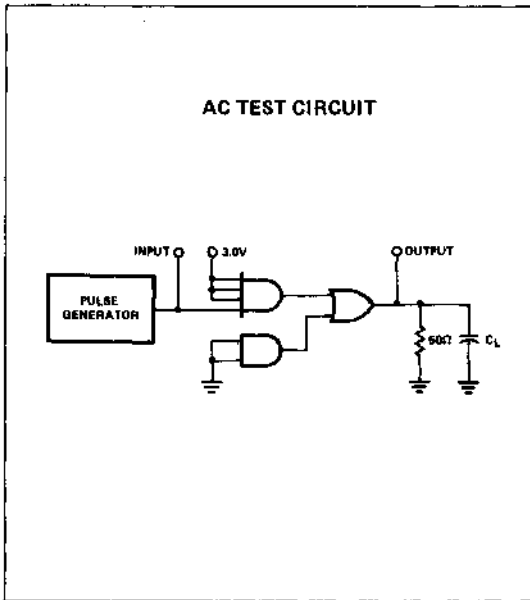 AC TEST CIRCUIT
INPUT
3.0V
OUTPUT
PULSE
GENERATOR
50Ω
CL